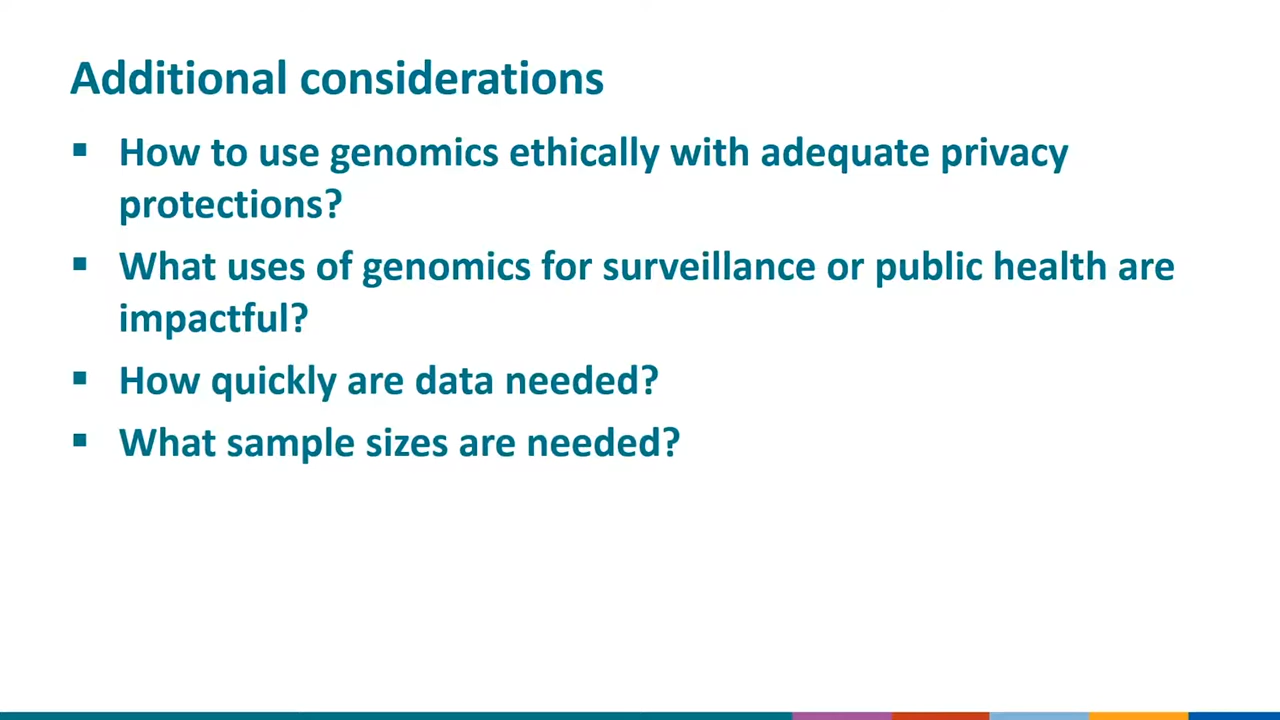 Additional considerations
▪ How to use genomics ethically with adequate privacy
protections?
▪ What uses of genomics for surveillance or public health are
impactful?
▪ How quickly are data needed?
▪ What sample sizes are needed?